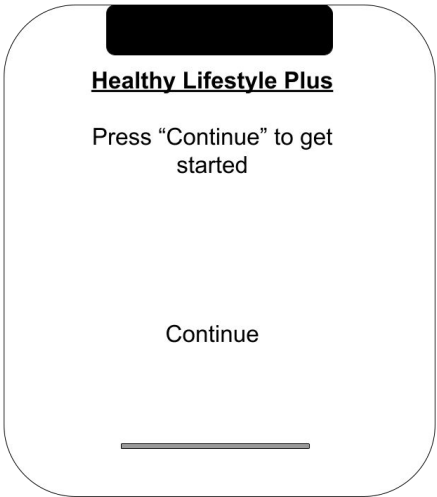 Healthy Lifestyle Plus
Press “Continue” to get
started
Continue